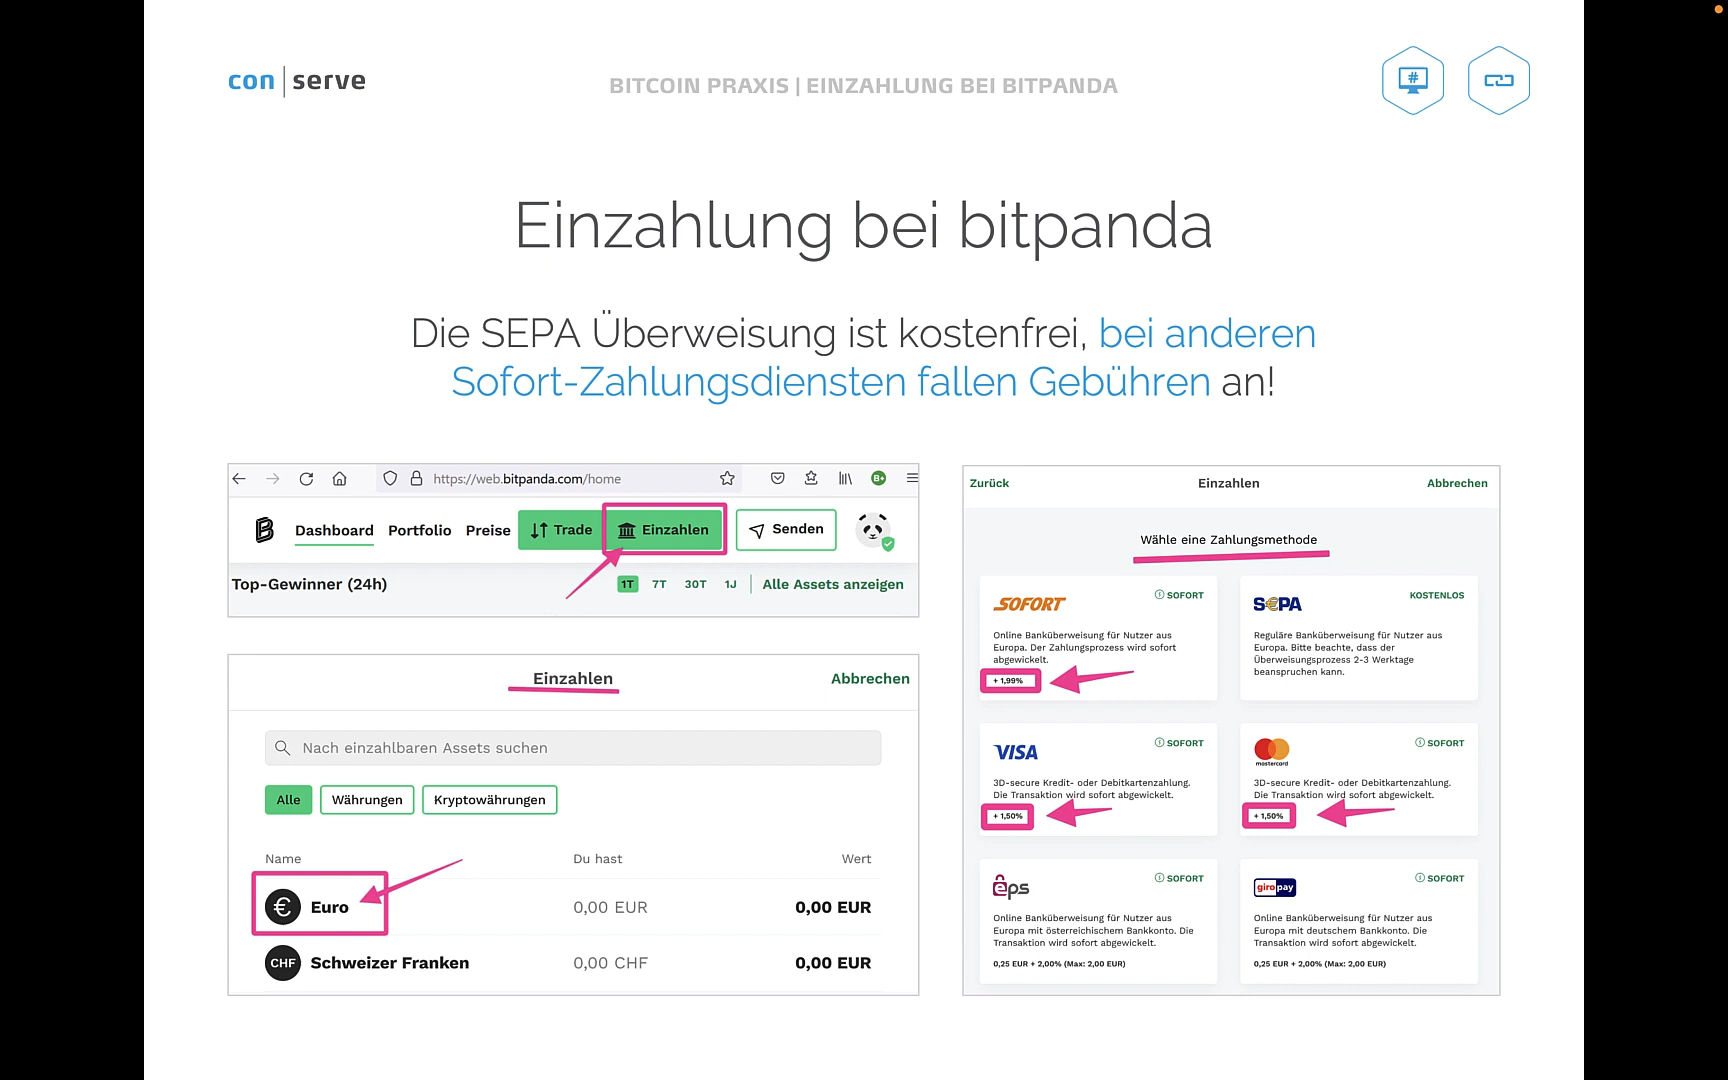 con serve
BITCOIN PRAXIS | EINZAHLUNG BEI BITPANDA
#
Einzahlung bei bitpanda
Die SEPA Überweisung ist kostenfrei, bei anderen
Sofort-Zahlungsdiensten fallen Gebühren an!
https://web.bitpanda.com/home
B+
Dashboard Portfolio Preise Trade Einzahlen Senden
Top-Gewinner (24h) 1T 7T 30T 1J Alle Assets anzeigen
Einzahlen Abbrechen
Nach einzahlbaren Assets suchen
Alle Währungen Kryptowährungen
Name Du hast Wert
€ Euro 0,00 EUR 0,00 EUR
CHF Schweizer Franken 0,00 CHF 0,00 EUR
Zurück Einzahlen Abbrechen
Wähle eine Zahlungsmethode
SOFORT SOFORT
Online Banküberweisung für Nutzer aus
Europa. Der Zahlungsprozess wird sofort
abgewickelt.
+ 1,99%
SEPA KOSTENLOS
Reguläre Banküberweisung für Nutzer aus
Europa. Bitte beachte, dass der
Überweisungsprozess 2-3 Werktage
beanspruchen kann.
VISA SOFORT
3D-secure Kredit- oder Debitkartenzahlung.
Die Transaktion wird sofort abgewickelt.
+ 1,50%
mastercard SOFORT
3D-secure Kredit- oder Debitkartenzahlung.
Die Transaktion wird sofort abgewickelt.
+ 1,50%
eps SOFORT
Online Banküberweisung für Nutzer aus
Europa mit österreichischem Bankkonto. Die
Transaktion wird sofort abgewickelt.
0,25 EUR + 2,00% (Max: 2,00 EUR)
giropay SOFORT
Online Banküberweisung für Nutzer aus
Europa mit deutschem Bankkonto. Die
Transaktion wird sofort abgewickelt.
0,25 EUR + 2,00% (Max: 2,00 EUR)